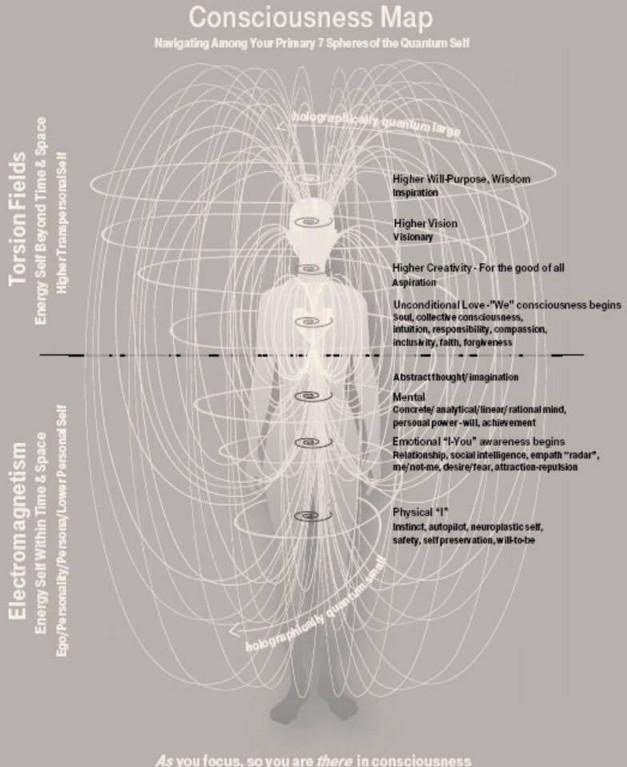 Consciousness Map
Navigating Among Your Primary 7 Spheres of the Quantum Self
holographically quantum large
Torsion Fields
Energy Self Beyond Time & Space
Higher Transpersonal Self
Higher Will-Purpose, Wisdom
Inspiration
Higher Vision
Visionary
Higher Creativity - For the good of all
Aspiration
Unconditional Love -"We" consciousness begins
Soul, collective consciousness,
intuition, responsibility, compassion,
inclusivity, faith, forgiveness
Abstract thought/ imagination
Mental
Concrete/ analytical/linear/ rational mind,
personal power -will, achievement
Emotional "I-You" awareness begins
Relationship, social intelligence, empath "radar",
me/not-me, desire/fear, attraction-repulsion
Physical "I"
Instinct, autopilot, neuroplastic self,
safety, self preservation, will-to-be
Electromagnetism
Energy Self Within Time & Space
Ego/Personality/Persona/Lower Personal Self
holographically quantum small
As you focus, so you are there in consciousness